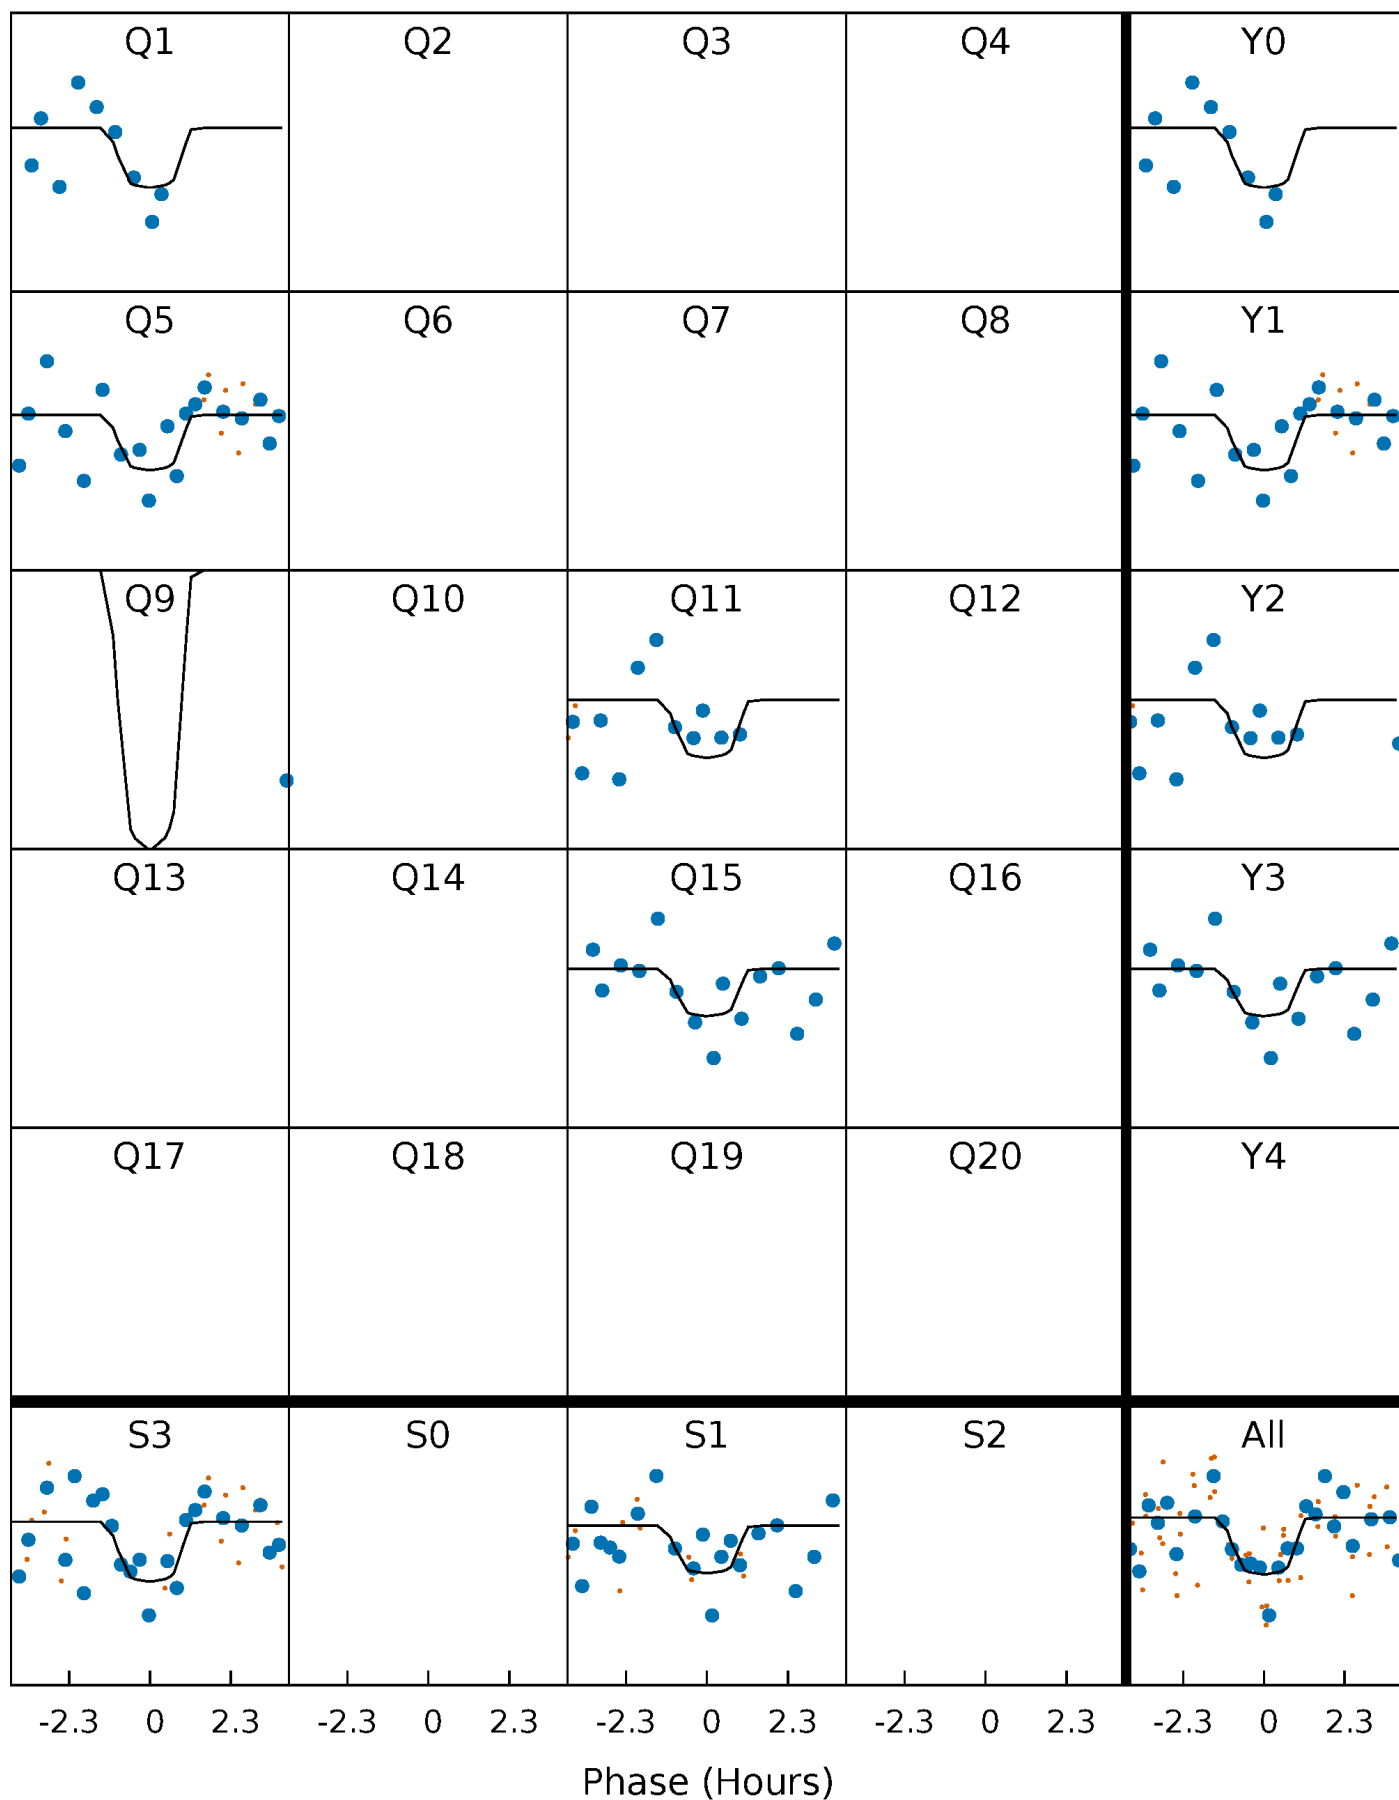 Q1 Q2 Q3 Q4 Y0
Q5 Q6 Q7 Q8 Y1
Q9 Q10 Q11 Q12 Y2
Q13 Q14 Q15 Q16 Y3
Q17 Q18 Q19 Q20 Y4
S3 S0 S1 S2 All
-2.3 0 2.3 -2.3 0 2.3 -2.3 0 2.3 -2.3 0 2.3 -2.3 0 2.3
Phase (Hours)